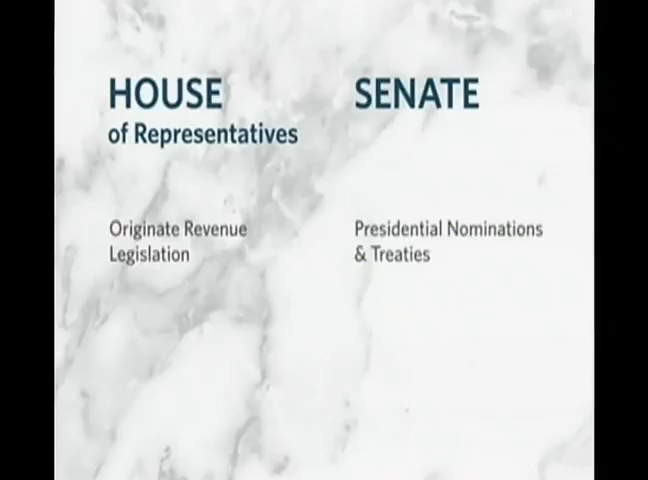 HOUSE
of Representatives
Originate Revenue
Legislation
SENATE
Presidential Nominations
& Treaties